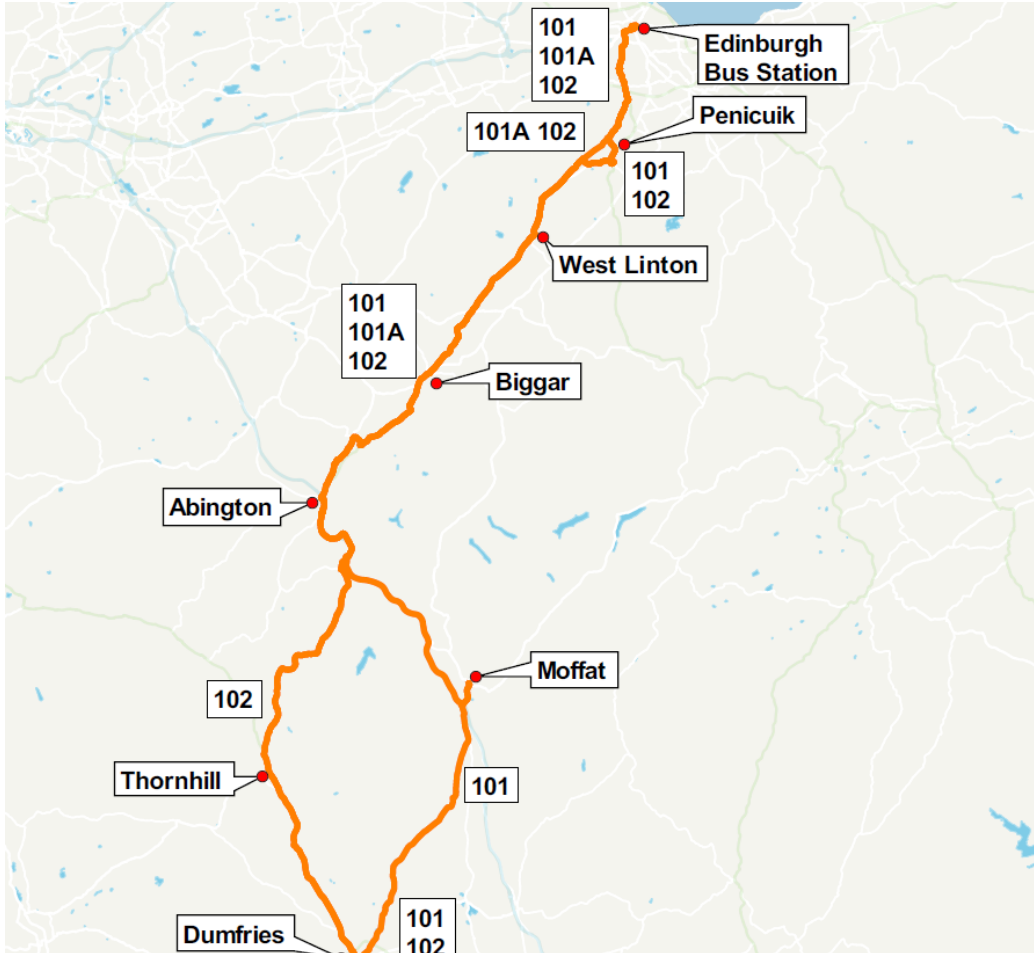 101
101A
102
Edinburgh
Bus Station
101A 102
Penicuik
101
102
West Linton
101
101A
102
Biggar
Abington
Moffat
102
Thornhill
101
Dumfries
101
102